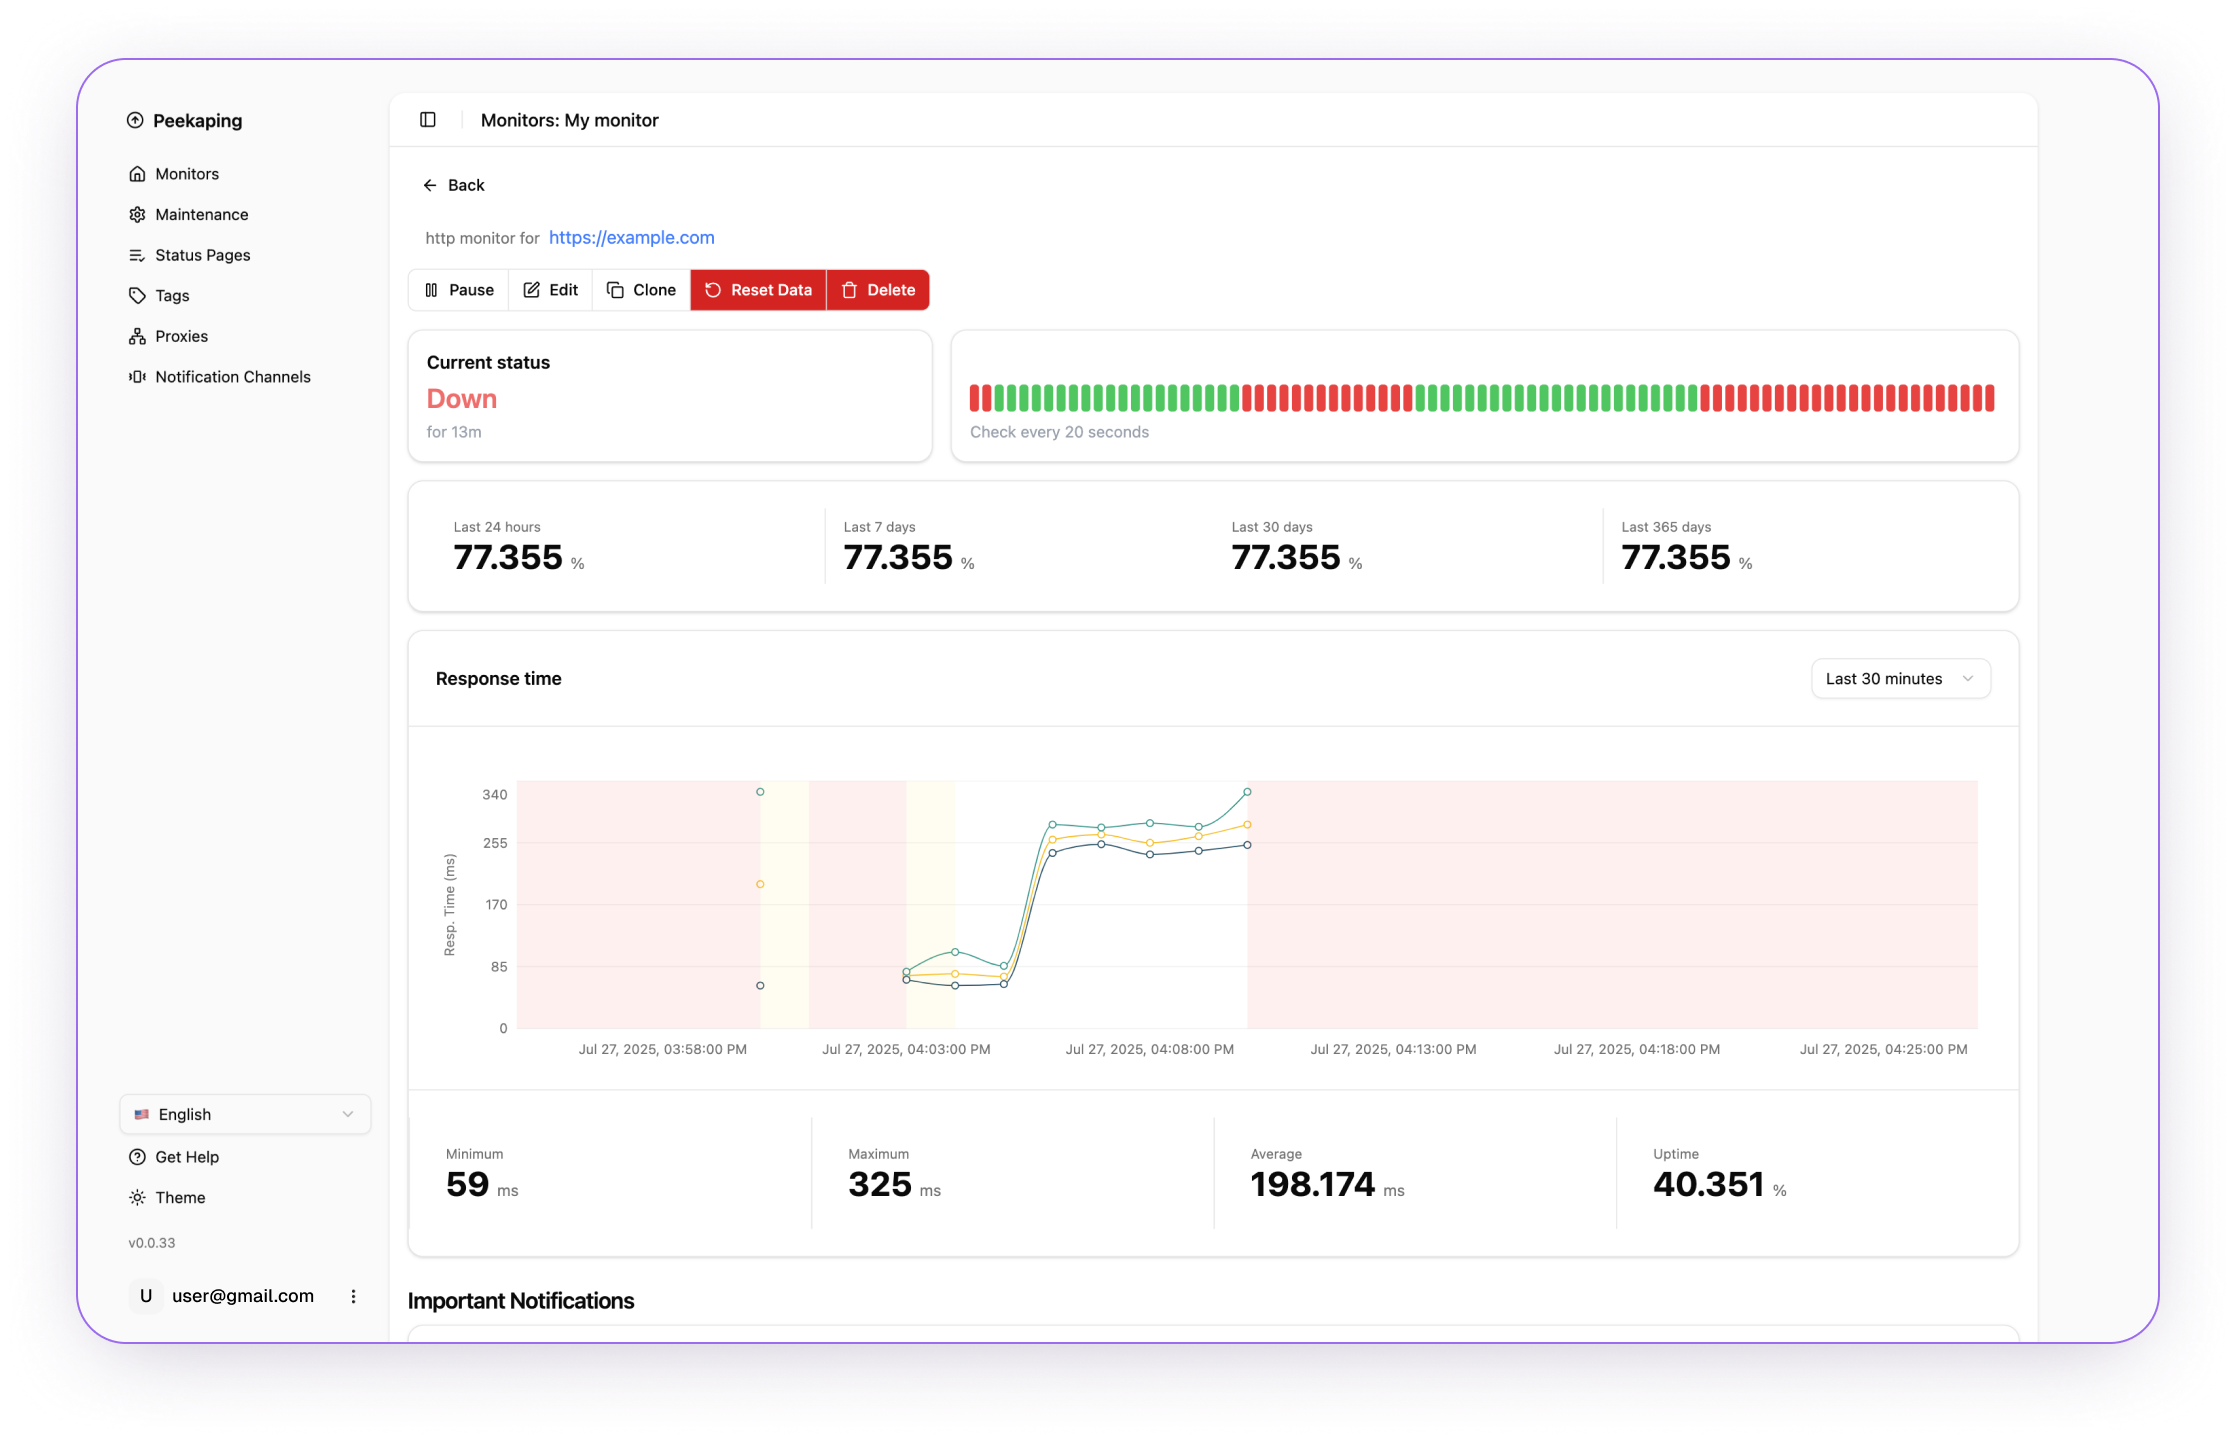 Peekaping
Monitors
Maintenance
Status Pages
Tags
Proxies
Notification Channels
English
Get Help
Theme
v0.0.33
U user@gmail.com
Monitors: My monitor
Back
http monitor for https://example.com
Pause Edit Clone Reset Data Delete
Current status
Down
for 13m
Check every 20 seconds
Last 24 hours
77.355 %
Last 7 days
77.355 %
Last 30 days
77.355 %
Last 365 days
77.355 %
Response time
Last 30 minutes
Resp. Time (ms)
340
255
170
85
0
Jul 27, 2025, 03:58:00 PM
Jul 27, 2025, 04:03:00 PM
Jul 27, 2025, 04:08:00 PM
Jul 27, 2025, 04:13:00 PM
Jul 27, 2025, 04:18:00 PM
Jul 27, 2025, 04:25:00 PM
Minimum
59 ms
Maximum
325 ms
Average
198.174 ms
Uptime
40.351 %
Important Notifications